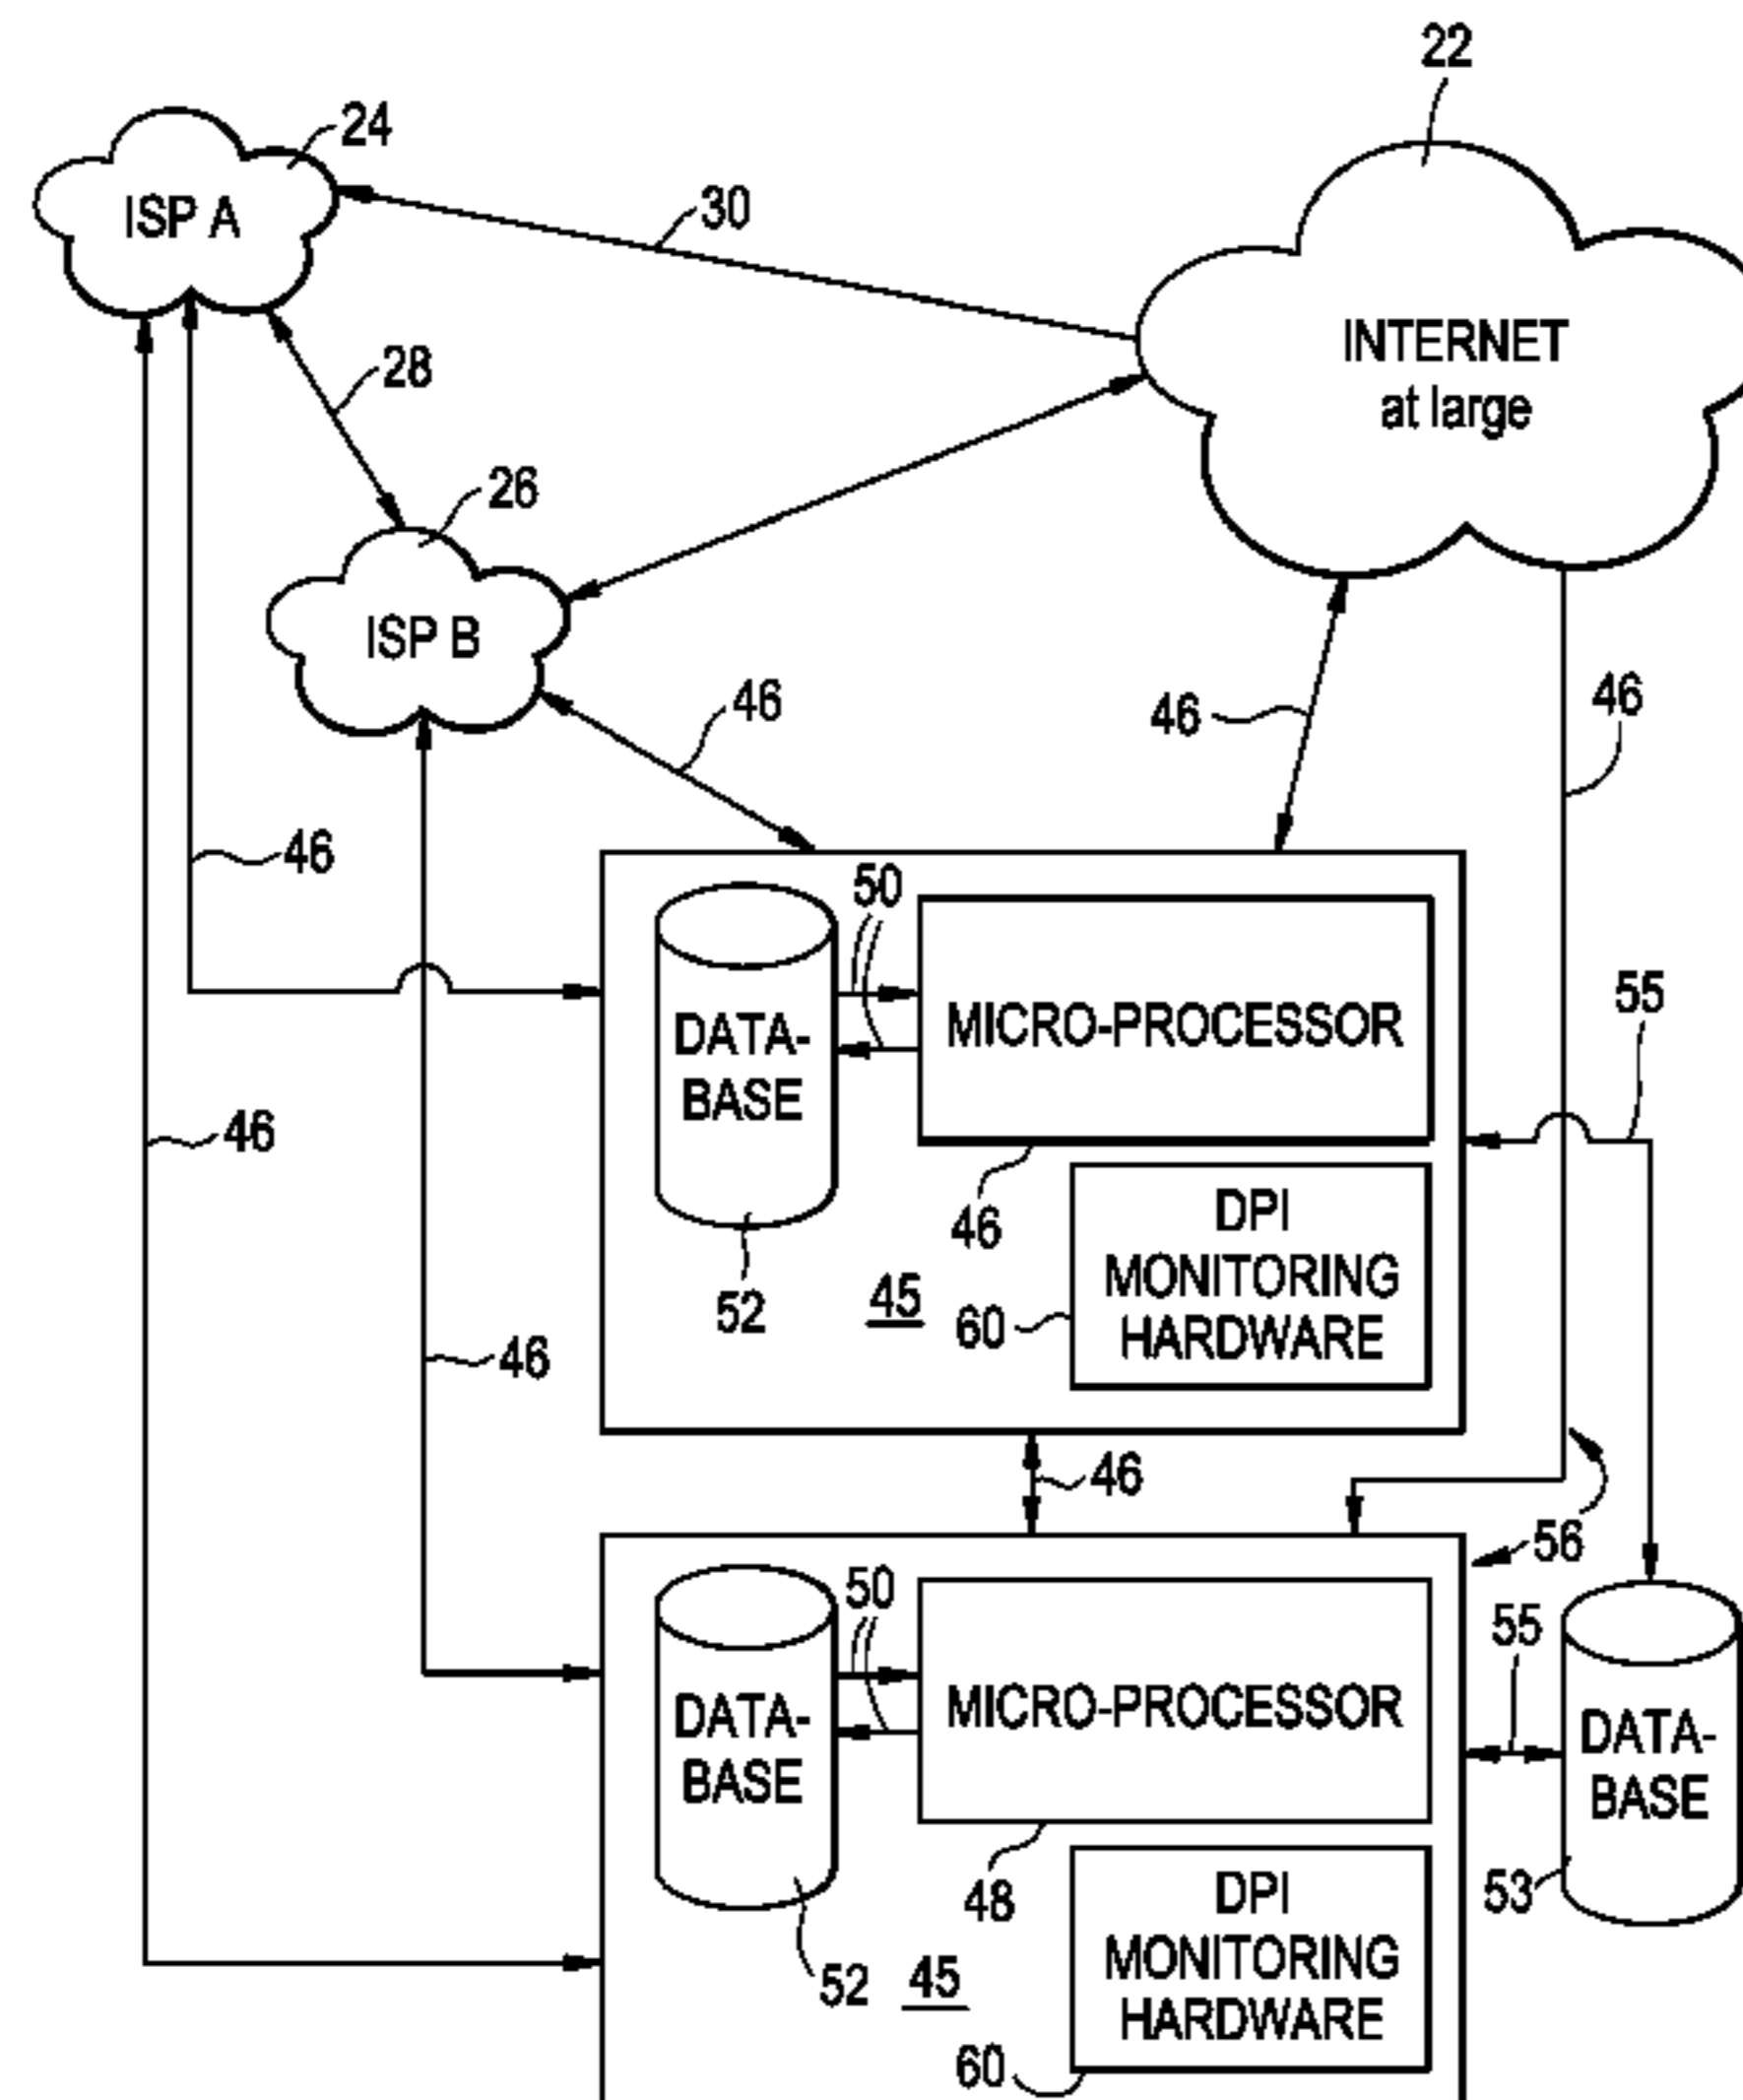 22
24
ISP A
30
INTERNET
at large
28
26
ISP B
46
46
46
46
50
DATA-
BASE
MICRO-PROCESSOR
55
46
46
DPI
MONITORING
HARDWARE
52
45
60
46
46
56
50
DATA-
BASE
MICRO-PROCESSOR
55
DATA-
BASE
48
53
DPI
MONITORING
HARDWARE
52
45
60